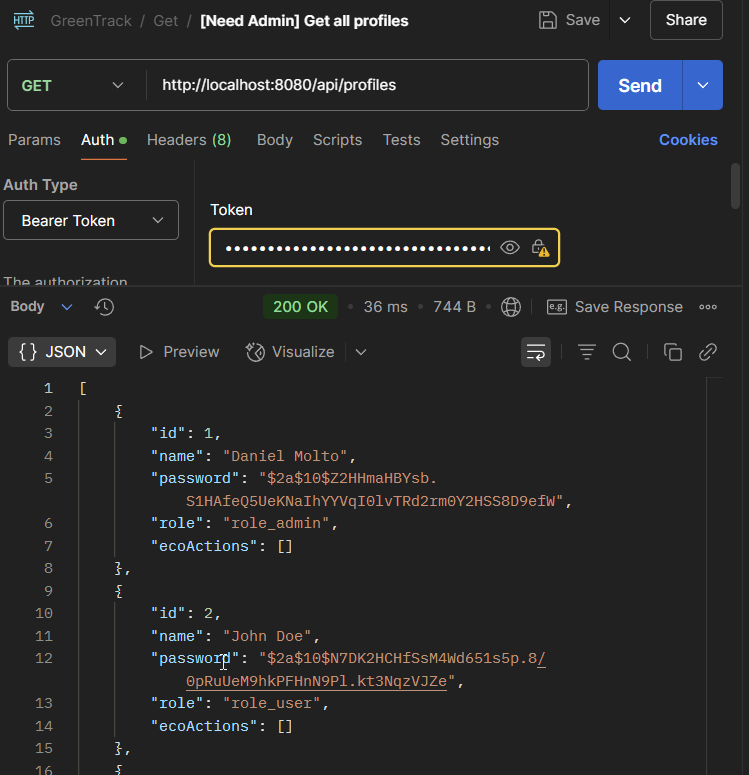 HTTP GreenTrack / Get / [Need Admin] Get all profiles Save Share
GET http://localhost:8080/api/profiles Send
Params Auth Headers (8) Body Scripts Tests Settings Cookies
Auth Type
Bearer Token
The authorization
Token
••••••••••••••••••••••••••••••••
Body 200 OK • 36 ms • 744 B • e.g. Save Response
{} JSON Preview Visualize
1 [
2 {
3 "id": 1,
4 "name": "Daniel Molto",
5 "password": "$2a$10$Z2HHmaHBYsb.
S1HAfeQ5UeKNaIhYYVqI0lvTRd2rm0Y2HSS8D9efW",
6 "role": "role_admin",
7 "ecoActions": []
8 },
9 {
10 "id": 2,
11 "name": "John Doe",
12 "password": "$2a$10$N7DK2HCHfSsM4Wd651s5p.8/
0pRuUeM9hkPFHnN9Pl.kt3NqzVJZe",
13 "role": "role_user",
14 "ecoActions": []
15 },
16 {